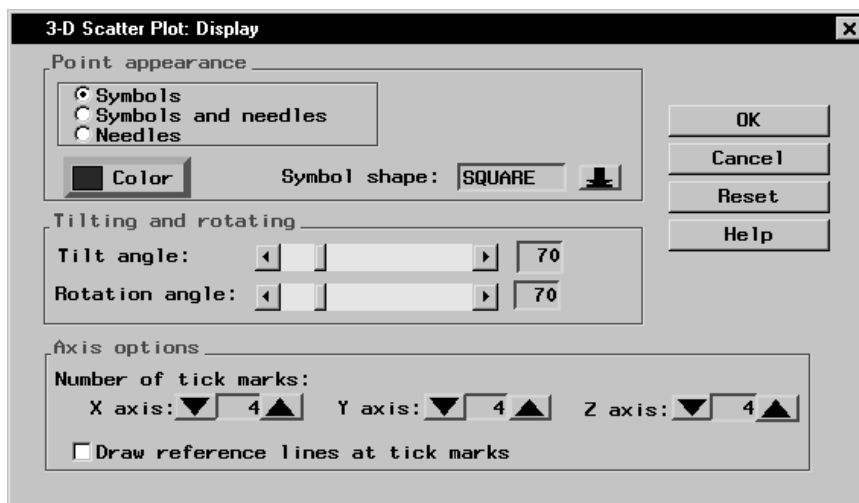 3-D Scatter Plot: Display
Point appearance
Symbols
Symbols and needles
Needles
Color
Symbol shape: SQUARE
OK
Cancel
Reset
Help
Tilting and rotating
Tilt angle: 70
Rotation angle: 70
Axis options
Number of tick marks:
X axis: 4 Y axis: 4 Z axis: 4
Draw reference lines at tick marks